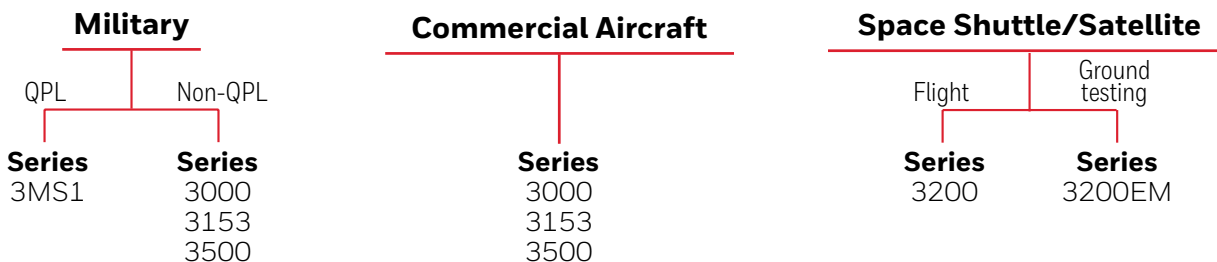 Military
QPL
Non-QPL
Series
3MS1
Series
3000
3153
3500
Commercial Aircraft
Series
3000
3153
3500
Space Shuttle/Satellite
Flight
Ground
testing
Series
3200
Series
3200EM